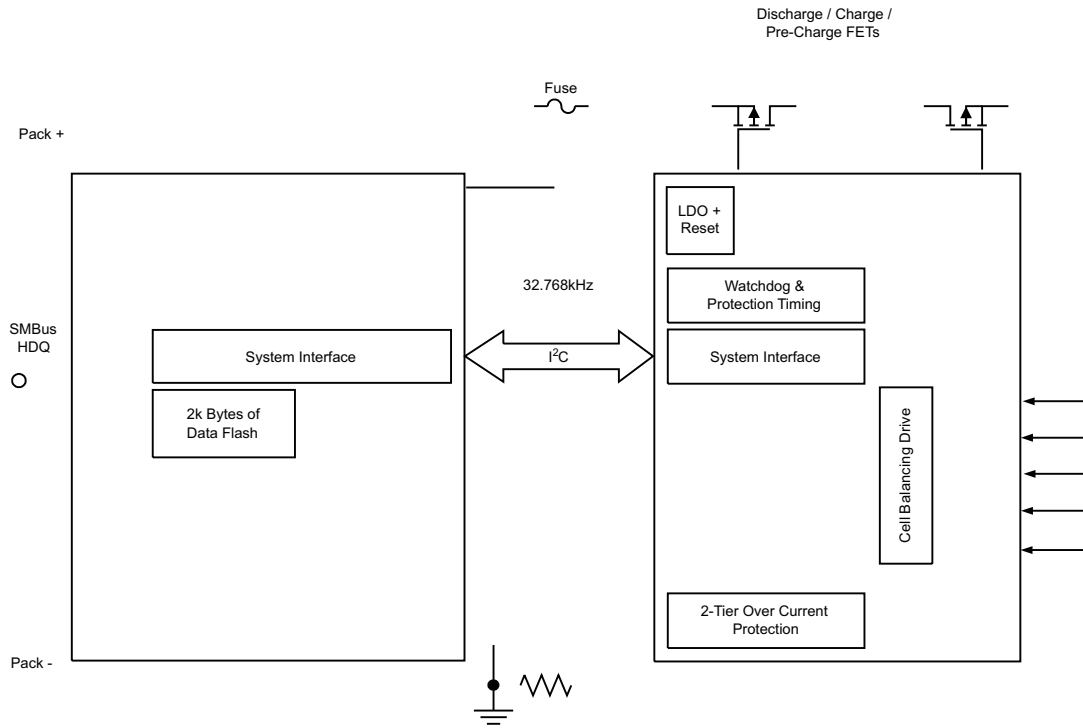 Discharge / Charge /
Pre-Charge FETs
Fuse
Pack +
LDO +
Reset
32.768kHz
Watchdog &
Protection Timing
SMBus
HDQ
System Interface
I²C
System Interface
2k Bytes of
Data Flash
Cell Balancing Drive
2-Tier Over Current
Protection
Pack -